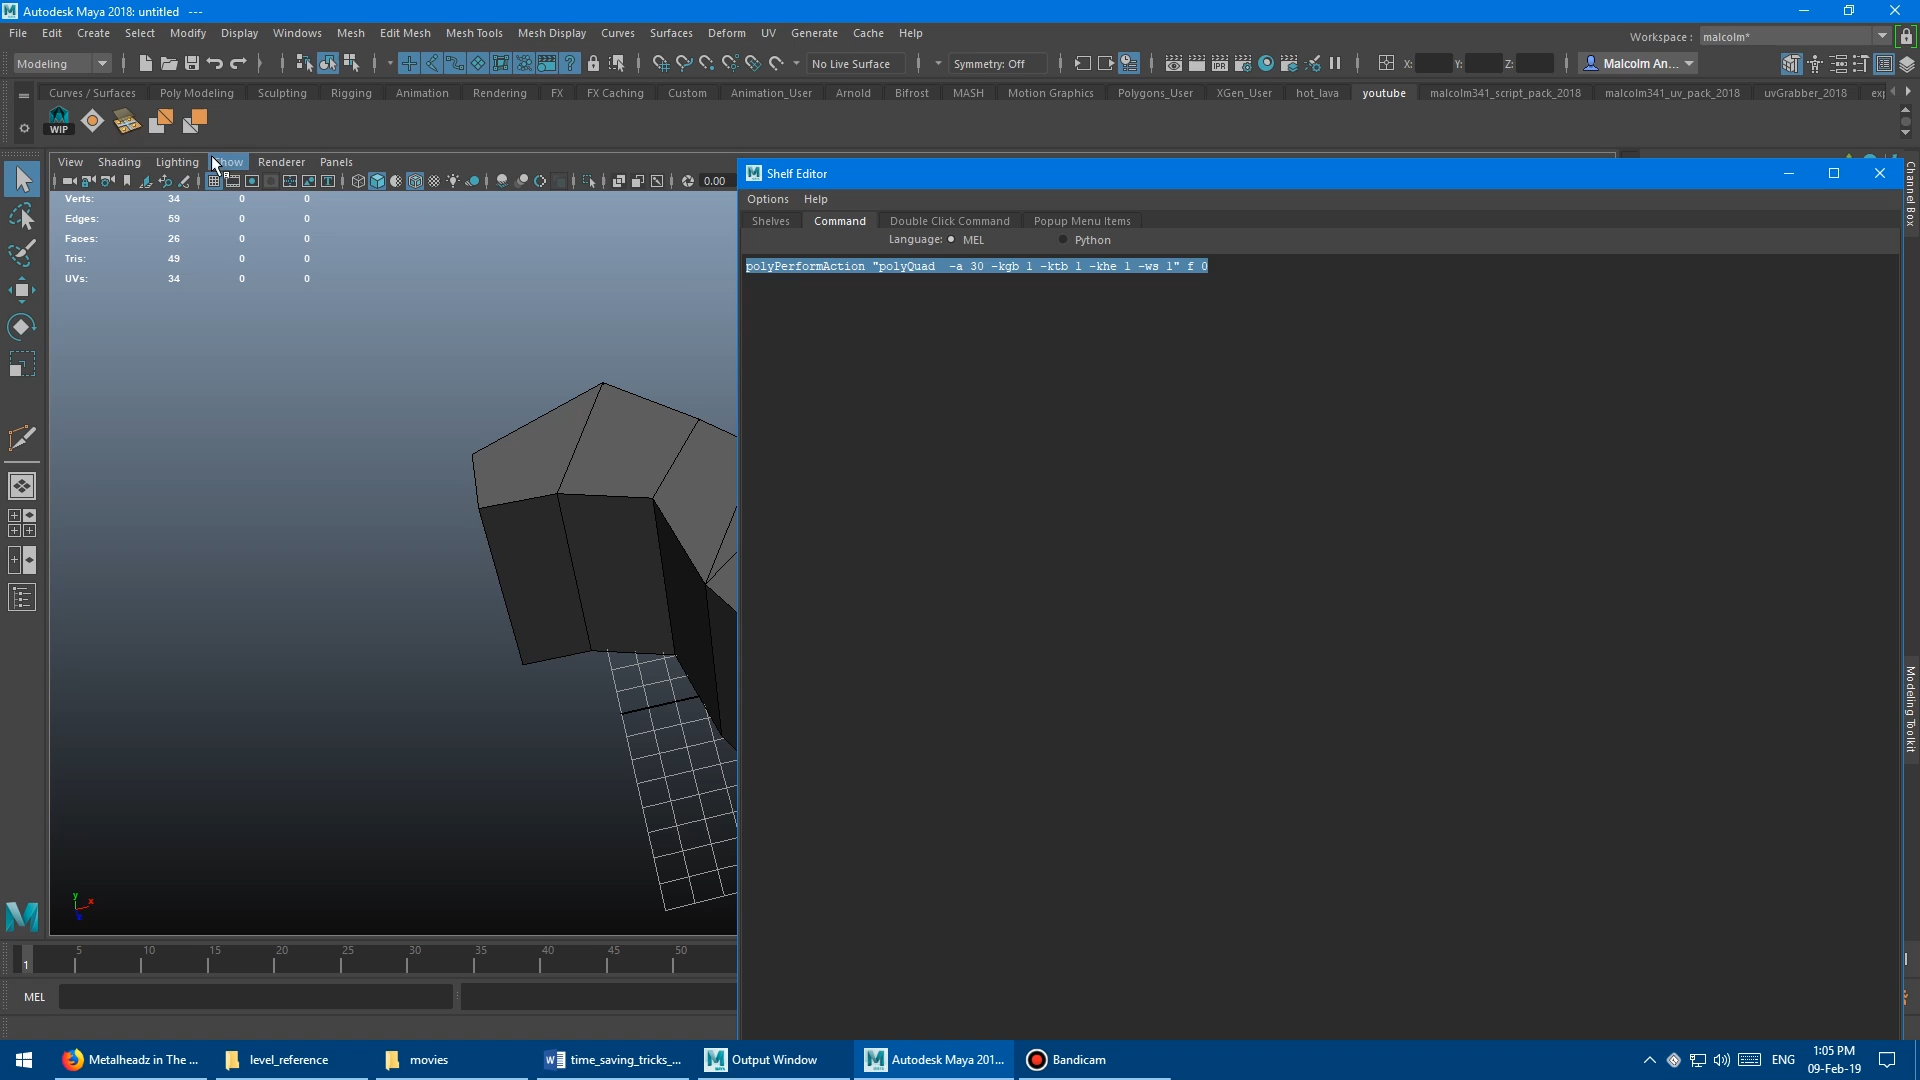 Autodesk Maya 2018: untitled   ---
File Edit Create Select Modify Display Windows Mesh Edit Mesh Mesh Tools Mesh Display Curves Surfaces Deform UV Generate Cache Help
Workspace : malcolm*
Modeling No Live Surface Symmetry: Off X: Y: Z: Malcolm An...
Curves / Surfaces Poly Modeling Sculpting Rigging Animation Rendering FX FX Caching Custom Animation_User Arnold Bifrost MASH Motion Graphics Polygons_User XGen_User hot_lava youtube malcolm341_script_pack_2018 malcolm341_uv_pack_2018 uvGrabber_2018
WIP
View Shading Lighting Show Renderer Panels
0.00
Verts: 34 0 0
Edges: 59 0 0
Faces: 26 0 0
Tris: 49 0 0
UVs: 34 0 0
Shelf Editor
Options Help
Shelves Command Double Click Command Popup Menu Items
Language: MEL Python
polyPerformAction "polyQuad  -a 30 -kgb 1 -ktb 1 -khe 1 -ws 1" f 0
Channel Box
Modeling Toolkit
y x
1 5 10 15 20 25 30 35 40 45 50
MEL
Metalheadz in The ... level_reference movies time_saving_tricks_... Output Window Autodesk Maya 201... Bandicam
ENG
1:05 PM
09-Feb-19